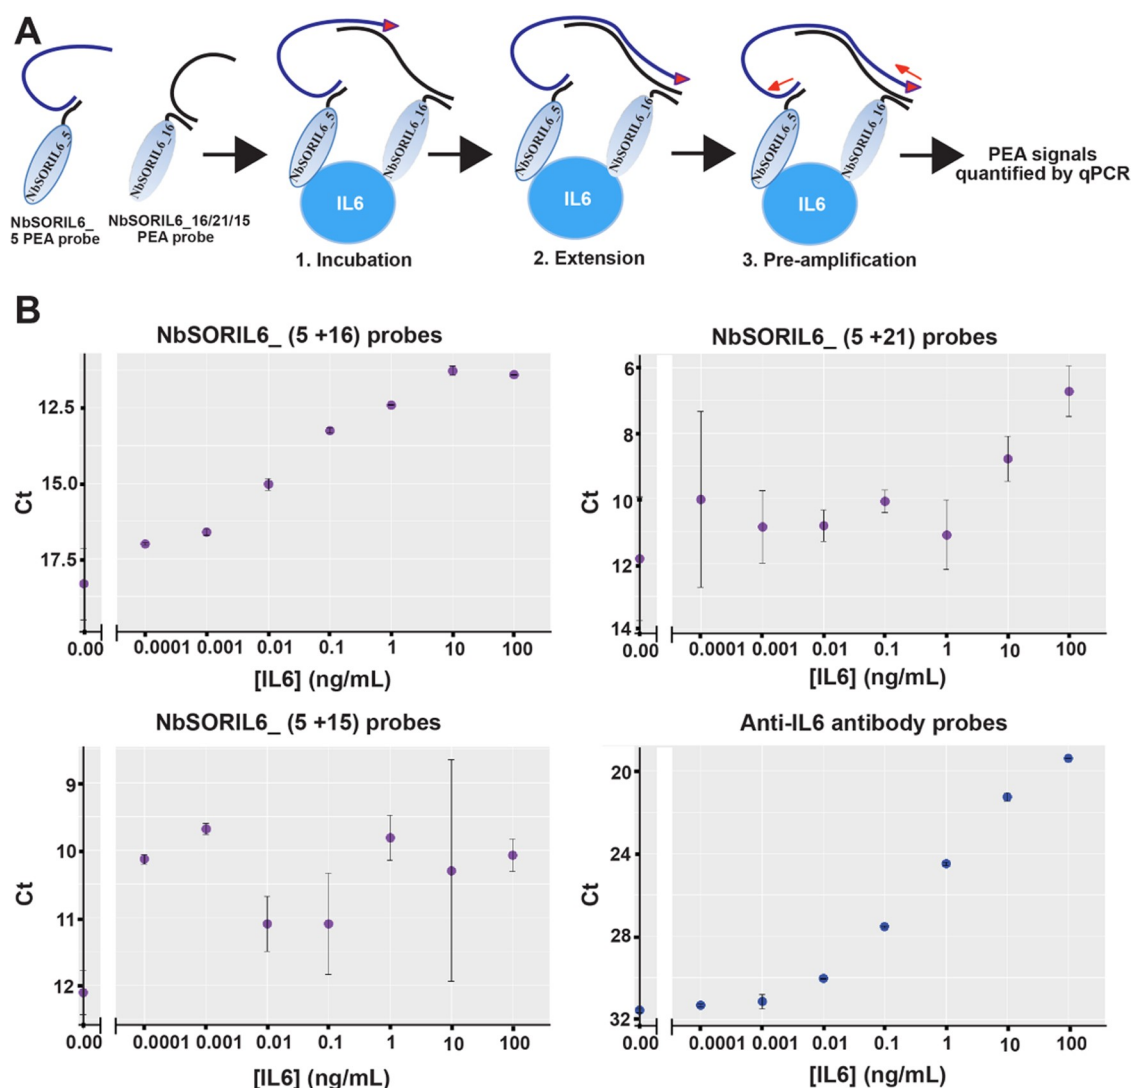 A
NbSORIL6_5
NbSORIL6_16
NbSORIL6_5
NbSORIL6_16
IL6
NbSORIL6_5
NbSORIL6_16
IL6
NbSORIL6_5
NbSORIL6_16
IL6
PEA signals
quantified by qPCR
NbSORIL6_
5 PEA probe
NbSORIL6_16/21/15
PEA probe
1. Incubation
2. Extension
3. Pre-amplification
B
NbSORIL6_ (5 +16) probes
12.5
15.0
17.5
Ct
0.00 0.0001 0.001 0.01 0.1 1 10 100
[IL6] (ng/mL)
NbSORIL6_ (5 +21) probes
6
8
10
12
14
Ct
0.00 0.0001 0.001 0.01 0.1 1 10 100
[IL6] (ng/mL)
NbSORIL6_ (5 +15) probes
9
10
11
12
Ct
0.00 0.0001 0.001 0.01 0.1 1 10 100
[IL6] (ng/mL)
Anti-IL6 antibody probes
20
24
28
32
Ct
0.00 0.0001 0.001 0.01 0.1 1 10 100
[IL6] (ng/mL)